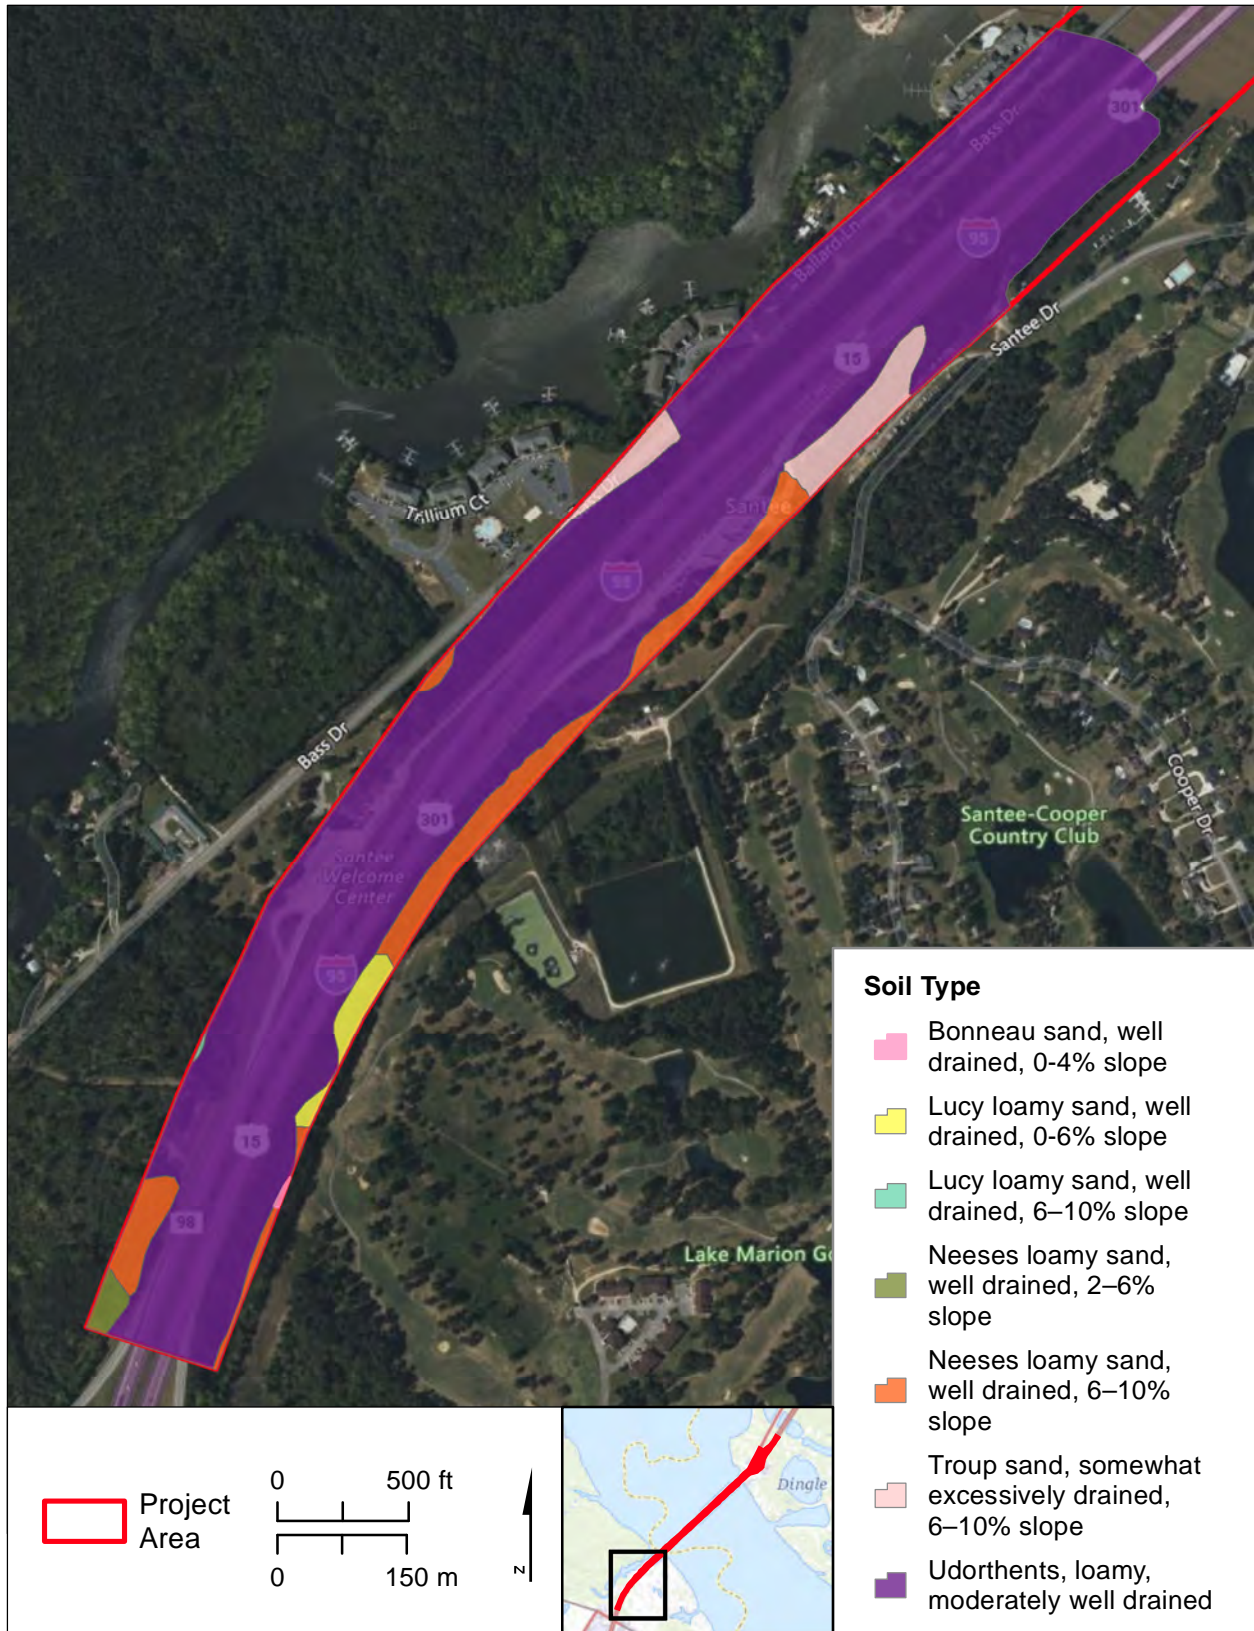 301
Bass Dr
95
Ballard Ln
Santee Dr
15
Trillium Ct
Santee
95
Bass Dr
Cooper Dr
301
Santee-Cooper
Country Club
Santee
Welcome
Center
95
15
98
Lake Marion Go
Soil Type
Bonneau sand, well
drained, 0-4% slope
Lucy loamy sand, well
drained, 0-6% slope
Lucy loamy sand, well
drained, 6–10% slope
Neeses loamy sand,
well drained, 2–6%
slope
Neeses loamy sand,
well drained, 6–10%
slope
Troup sand, somewhat
excessively drained,
6–10% slope
Udorthents, loamy,
moderately well drained
Project
Area
0
500 ft
0
150 m
N
Dingle